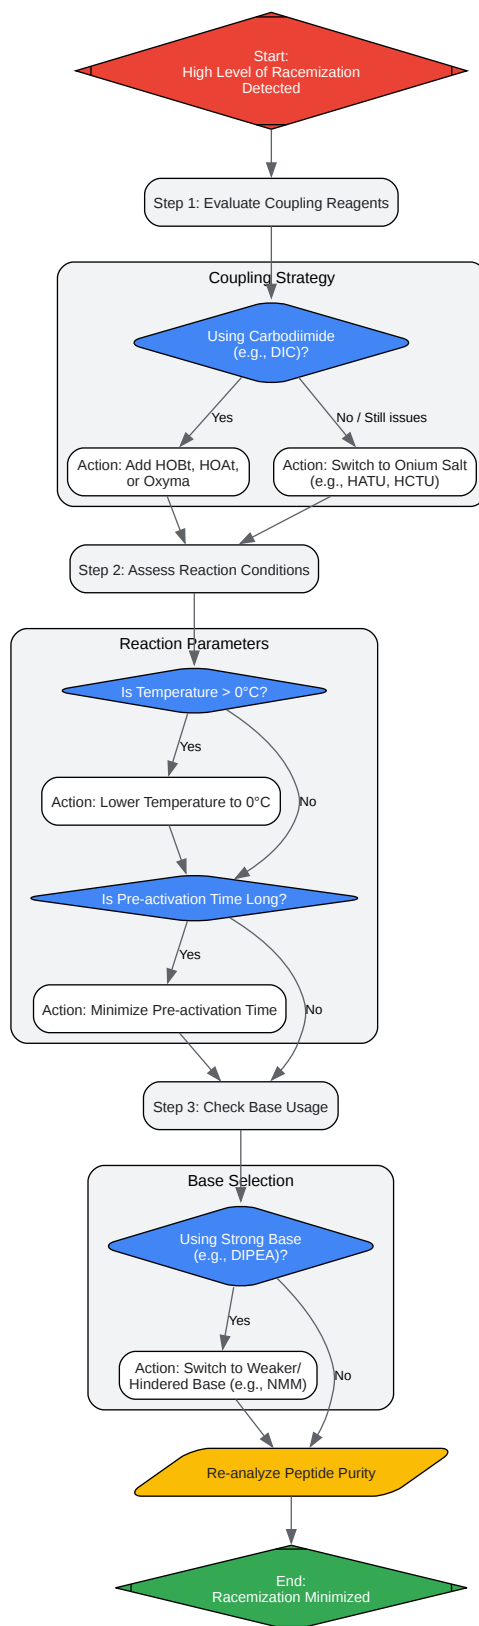 Start:
High Level of Racemization
Detected
Step 1: Evaluate Coupling Reagents
Coupling Strategy
Using Carbodiimide
(e.g., DIC)?
Yes
No / Still issues
Action: Add HOBt, HOAt,
or Oxyma
Action: Switch to Onium Salt
(e.g., HATU, HCTU)
Step 2: Assess Reaction Conditions
Reaction Parameters
Is Temperature > 0°C?
Yes
Action: Lower Temperature to 0°C
No
Is Pre-activation Time Long?
Yes
Action: Minimize Pre-activation Time
No
Step 3: Check Base Usage
Base Selection
Using Strong Base
(e.g., DIPEA)?
Yes
Action: Switch to Weaker/
Hindered Base (e.g., NMM)
No
Re-analyze Peptide Purity
End:
Racemization Minimized